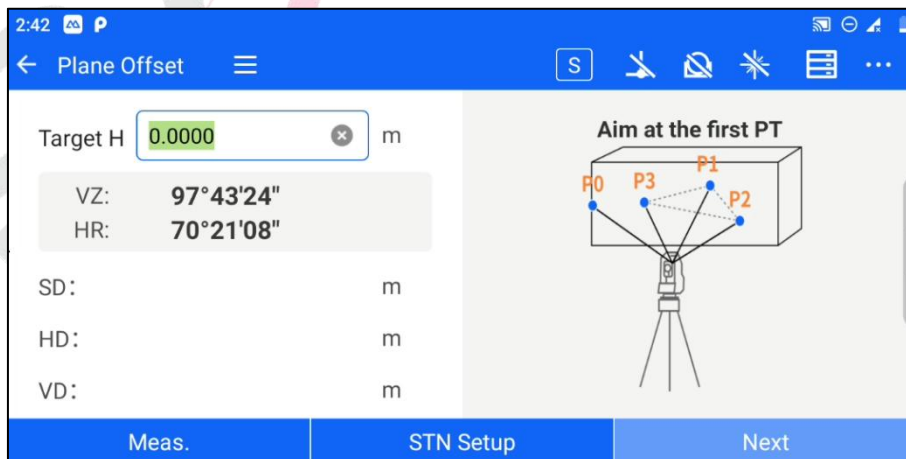 2:42
Plane Offset
S
Target H 0.0000 m
Aim at the first PT
VZ: 97°43'24"
HR: 70°21'08"
P0 P3 P1 P2
SD: m
HD: m
VD: m
Meas. STN Setup Next